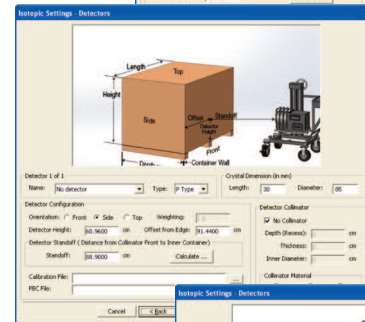 Isotopic Settings - Detectors
Length
Top
Height
Side
Offset
Standoff
Detector Height
Front
Container Wall
Detector 1 of 1
Name: No detector Type: P Type
Crystal Dimension (in mm)
Length: 30 Diameter: 85
Detector Configuration
Orientation: Front Side Top Weighting:
Detector Height: 60.9600 cm Offset from Edge: 91.4400 cm
Detector Standoff ( Distance from Collimator Front to Inner Container)
Standoff: 88.9000 cm Calculate ...
Calibration File: ...
PBC File:
Detector Collimator
No Collimator
Depth (Recess): cm
Thickness: cm
Inner Diameter: cm
Collimator Material
Cancel < Back
Isotopic Settings - Detectors